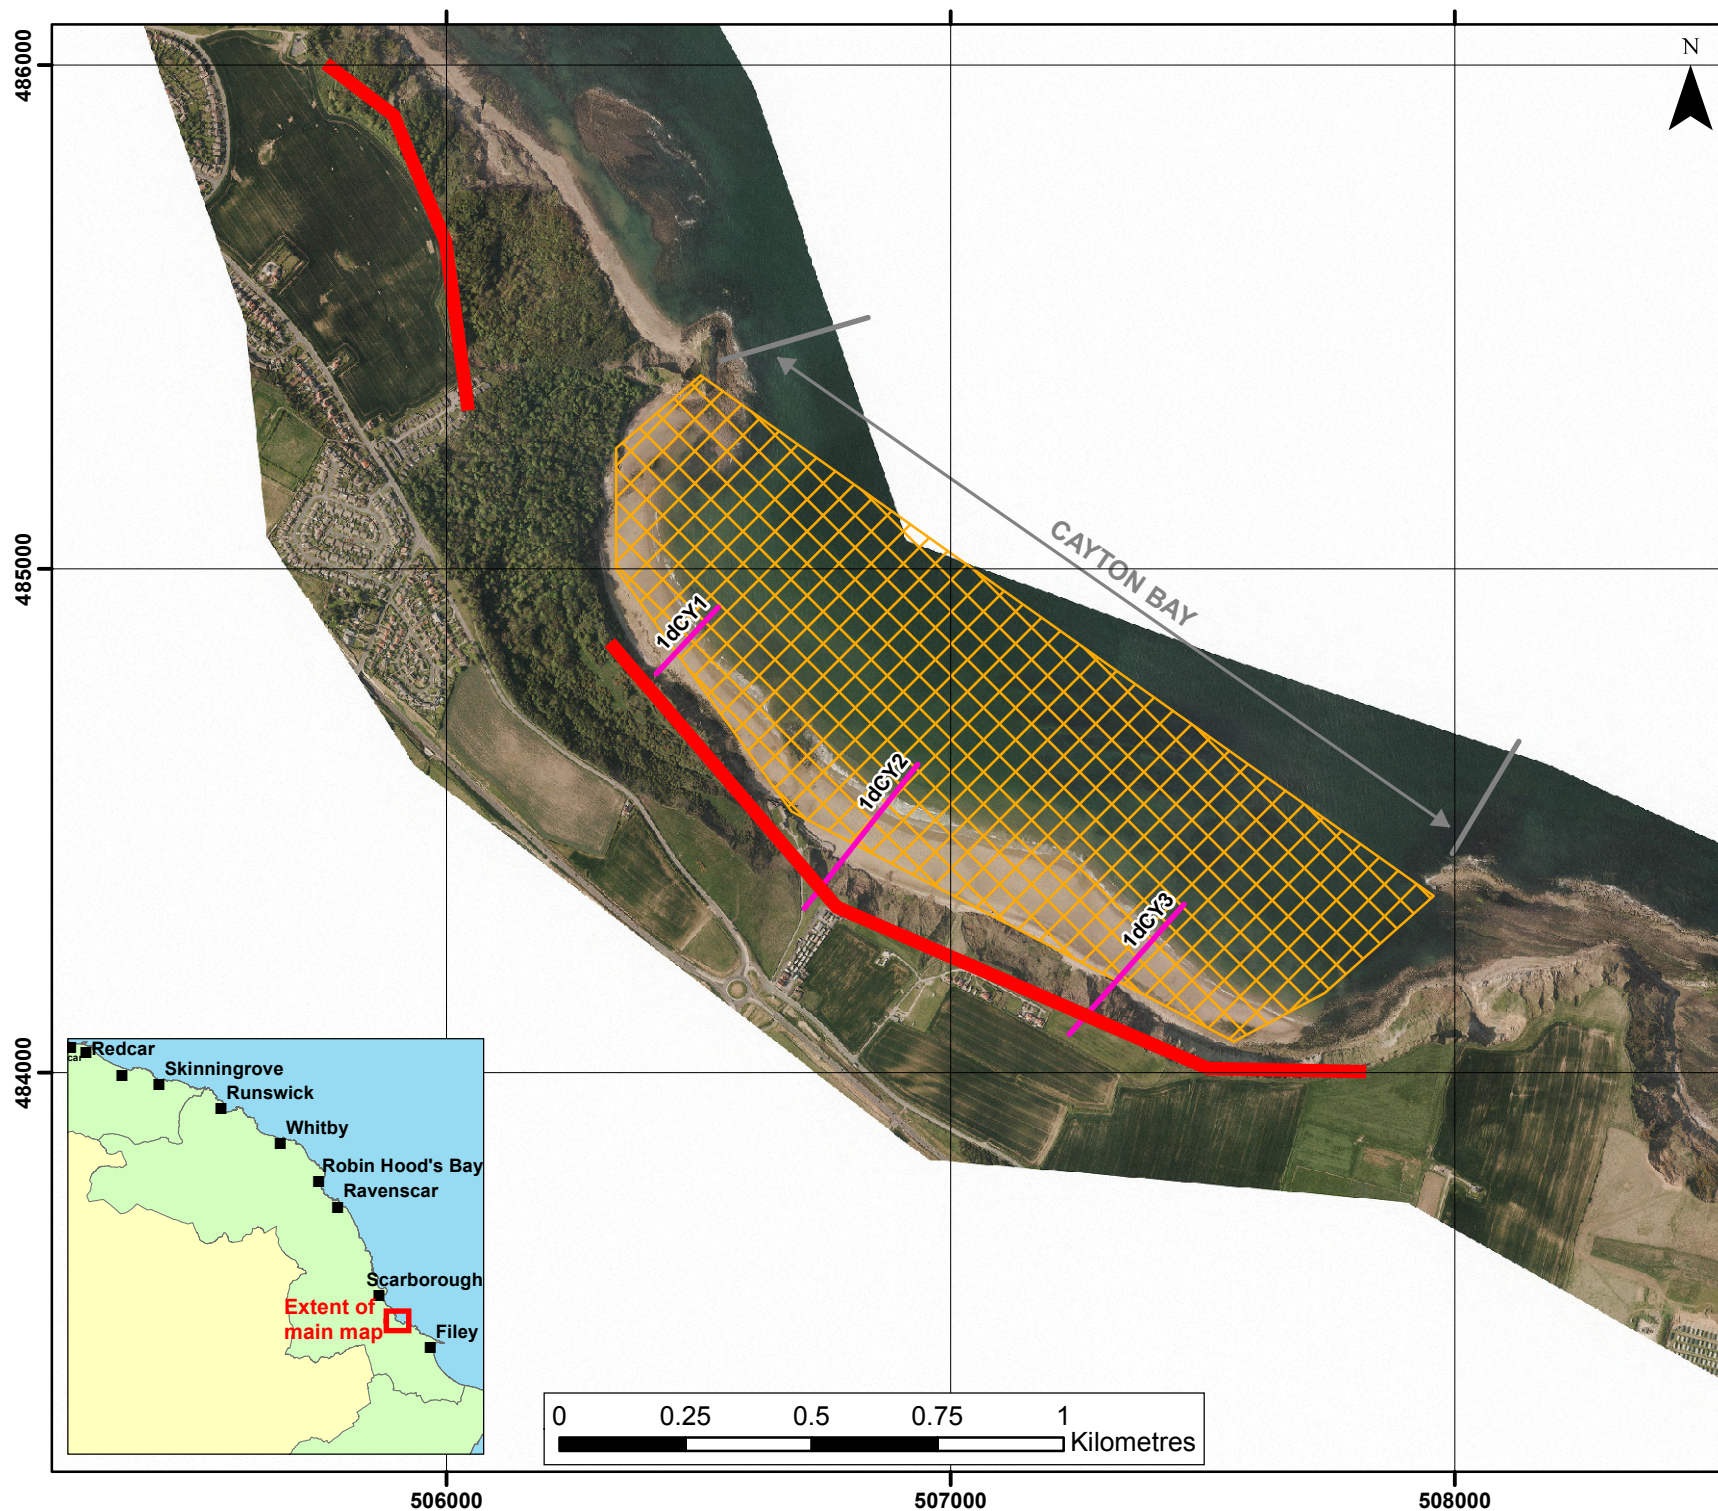 N
486000
485000
484000
CAYTON BAY
1dCY1
1dCY2
1dCY3
Redcar
car
Skinningrove
Runswick
Whitby
Robin Hood's Bay
Ravenscar
Scarborough
Extent of
main map
Filey
0 0.25 0.5 0.75 1
Kilometres
506000 507000 508000